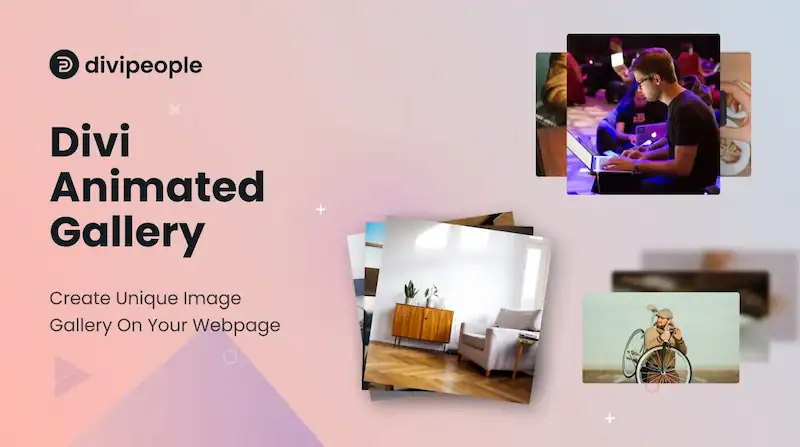 divipeople
Divi
Animated
Gallery
Create Unique Image
Gallery On Your Webpage